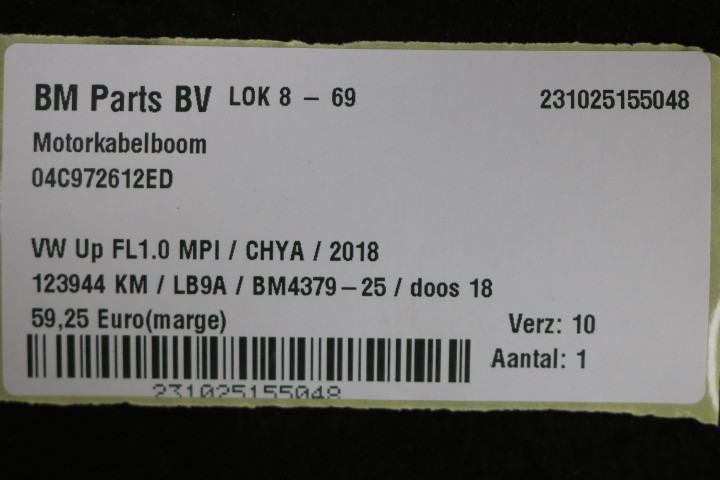 BM Parts BV LOK 8 - 69 231025155048
Motorkabelboom
04C972612ED
VW Up FL1.0 MPI / CHYA / 2018
123944 KM / LB9A / BM4379-25 / doos 18
59,25 Euro(marge) Verz: 10
Aantal: 1
231025155048